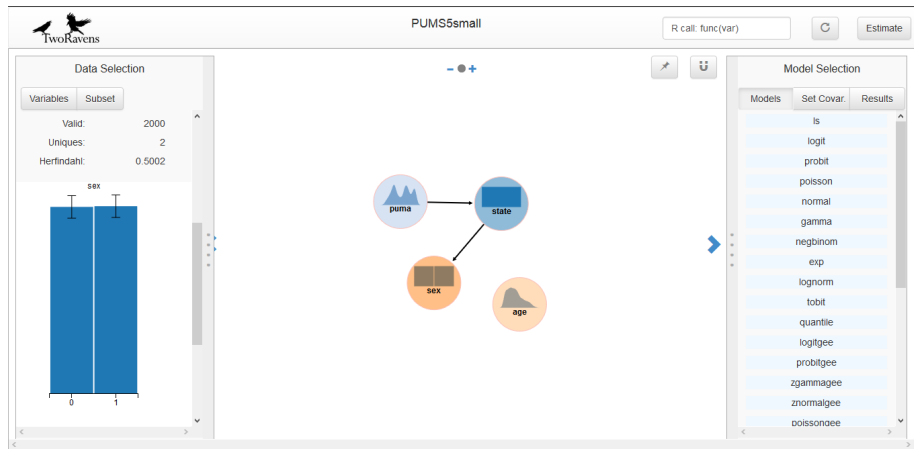 PUMS5small
TwoRavens
R call: func(var)
Estimate
Data Selection
Variables Subset
Valid: 2000
Uniques: 2
Herfindahl: 0.5002
sex
0 1
puma
state
sex
age
Model Selection
Models Set Covar. Results
ls
logit
probit
poisson
normal
gamma
negbinom
exp
lognorm
tobit
quantile
logitgee
probitgee
zgammagee
znormalgee
poissongee